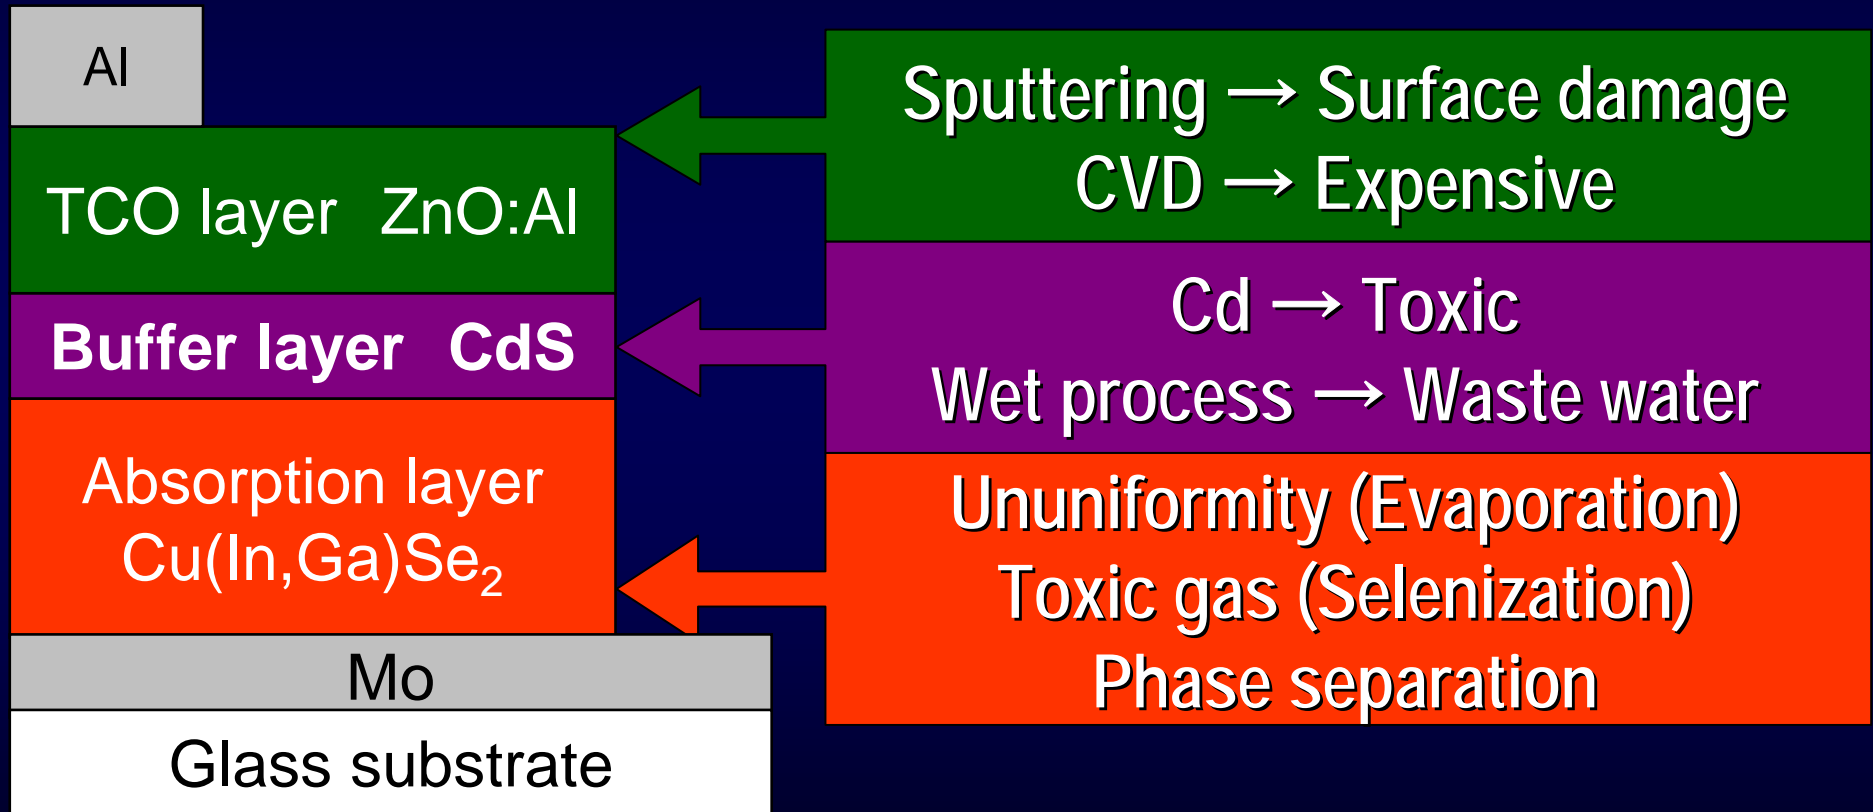 Al
TCO layer ZnO:Al
Buffer layer CdS
Absorption layer
Cu(In,Ga)Se₂
Mo
Glass substrate
Sputtering → Surface damage
CVD → Expensive
Cd → Toxic
Wet process → Waste water
Ununiformity (Evaporation)
Toxic gas (Selenization)
Phase separation